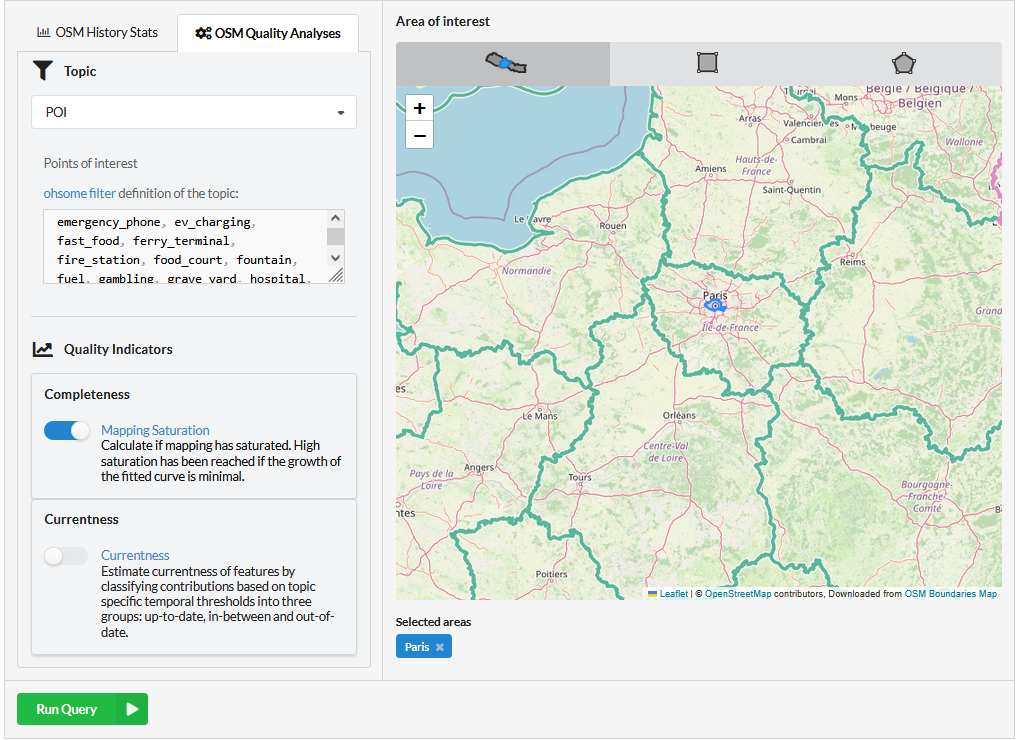 OSM History Stats
OSM Quality Analyses
Topic
POI
Points of interest
ohsome filter definition of the topic:
emergency_phone, ev_charging,
fast_food, ferry_terminal,
fire_station, food_court, fountain,
fuel, gambling, grave_yard, hospital,
Quality Indicators
Completeness
Mapping Saturation
Calculate if mapping has saturated. High
saturation has been reached if the growth of
the fitted curve is minimal.
Currentness
Currentness
Estimate currentness of features by
classifying contributions based on topic
specific temporal thresholds into three
groups: up-to-date, in-between and out-of-
date.
Run Query
Area of interest
+
−
België / Belgique /
Belgien
Mons
Arras
Valenciennes
Maubeuge
Cambrai
Wallonie
Hauts-de-
France
Amiens
Saint-Quentin
Le Havre
Rouen
Reims
Normandie
Paris
Île-de-France
Grand
es
Le Mans
Orléans
Centre-Val
de Loire
Angers
Pays de la
Loire
Tours
Bourgogne-
Franche-
Comté
ntes
Poitiers
Leaflet | © OpenStreetMap contributors, Downloaded from OSM Boundaries Map
Selected areas
Paris ×